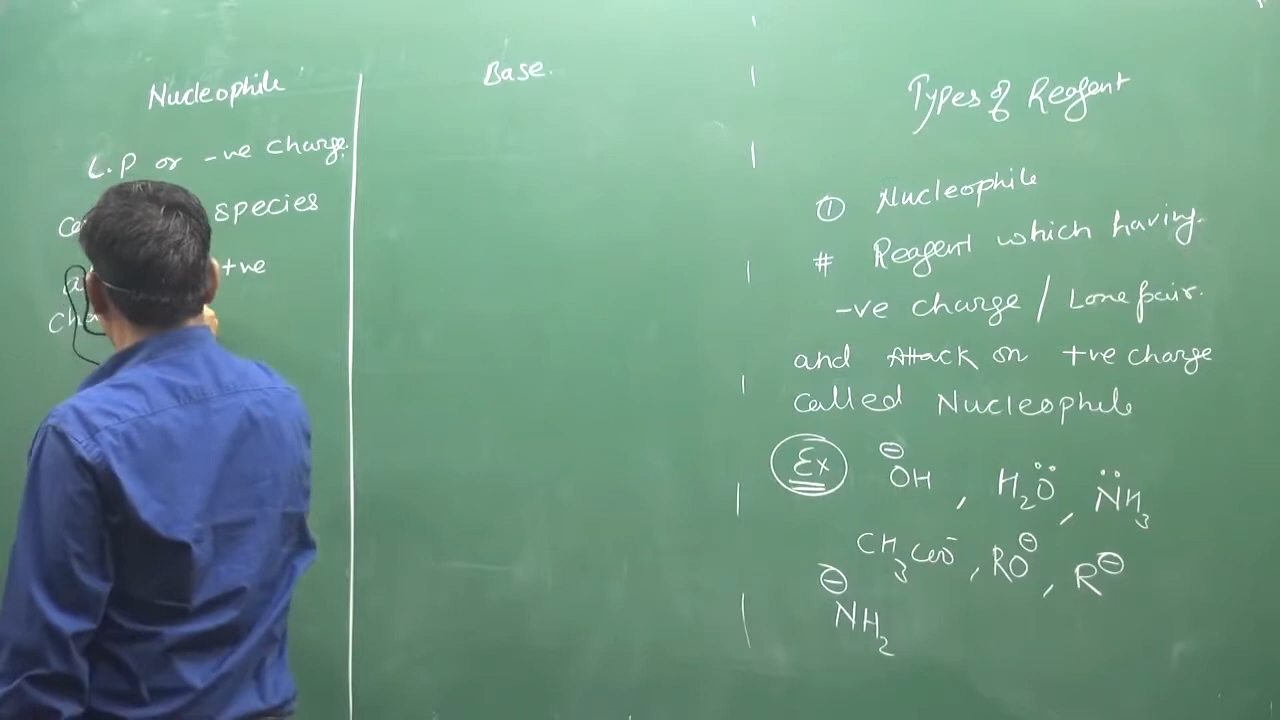 Nucleophile
L.P or -ve charge
species
+ve
Base.
Types of Reagent
① Nucleophile
# Reagent which having
-ve charge / Lone pair.
and Attack on +ve charge
called Nucleophile
Ex ⊖OH , H₂Ö , N̈H₃
CH₃COO⁻ , RO⊖ , R⊖
⊖NH₂